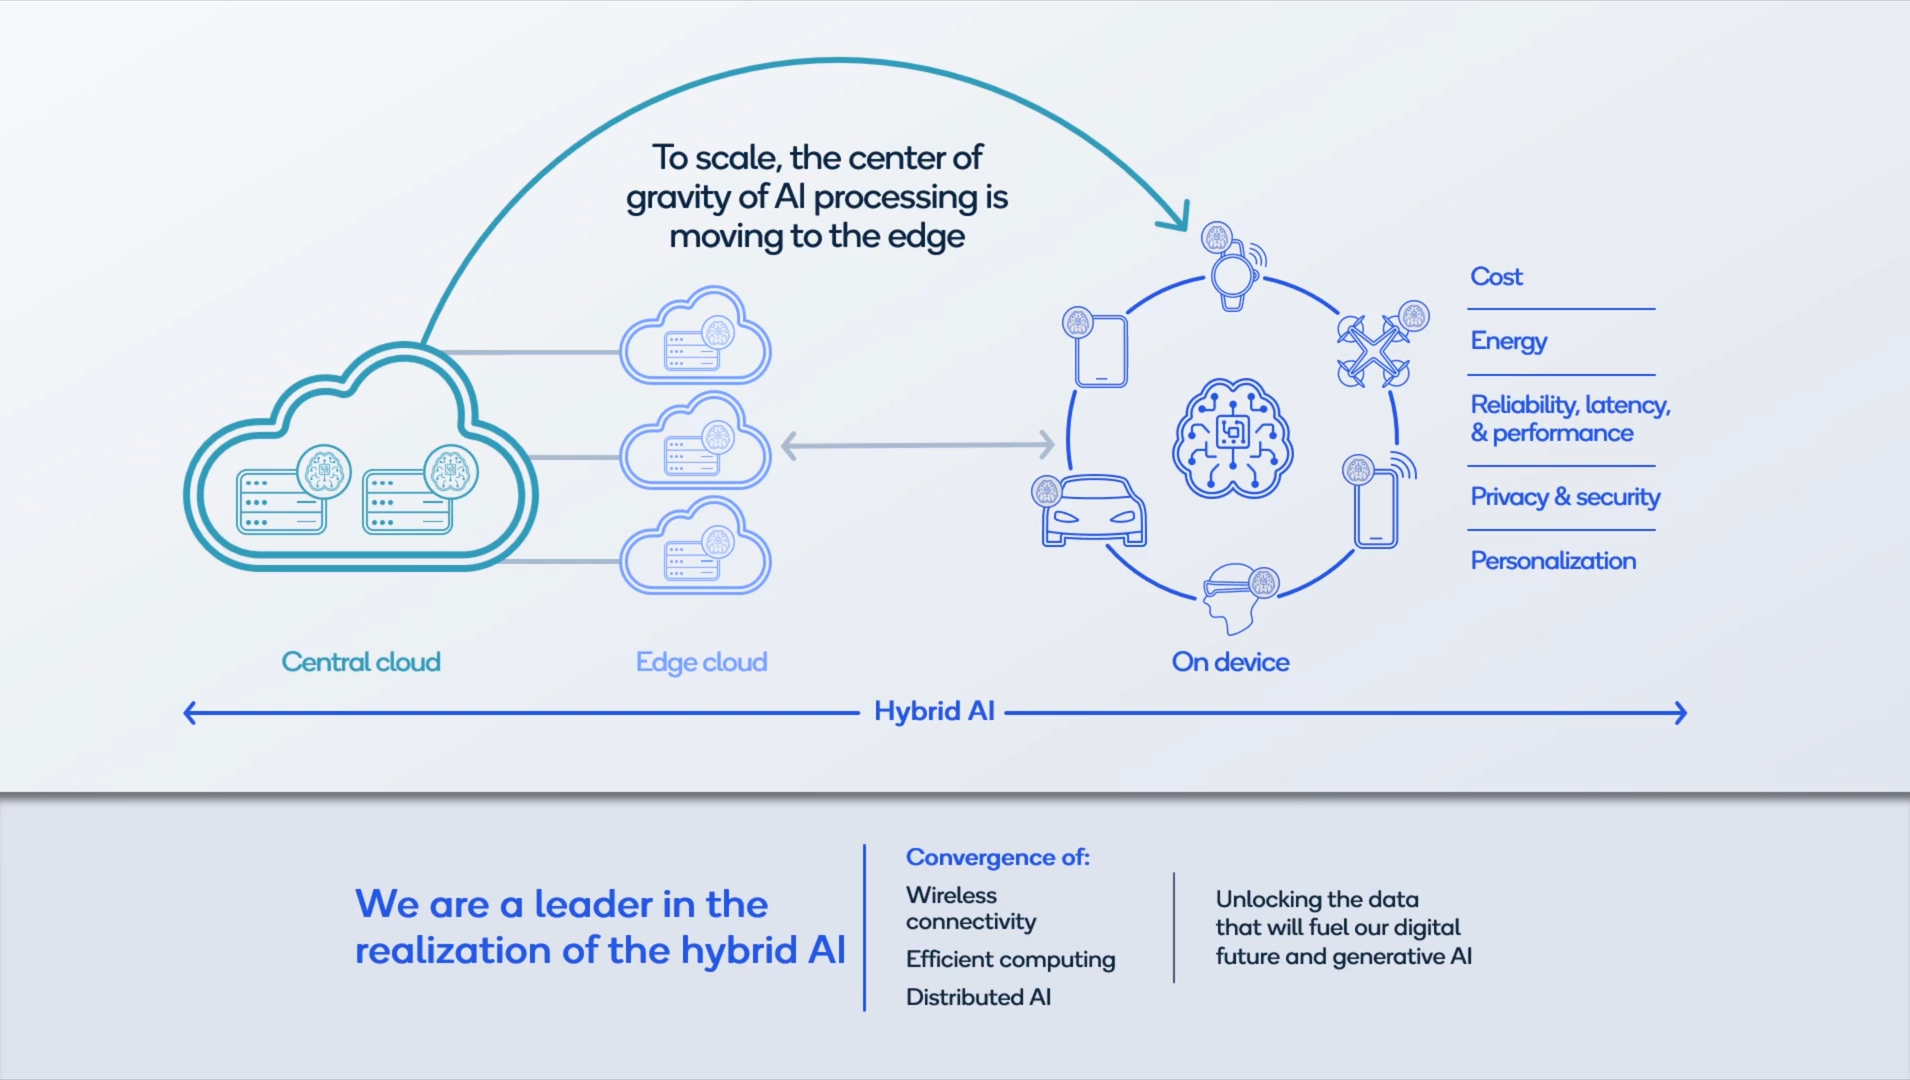 To scale, the center of
gravity of AI processing is
moving to the edge
Cost
Energy
Reliability, latency,
& performance
Privacy & security
Personalization
Central cloud
Edge cloud
On device
Hybrid AI
We are a leader in the
realization of the hybrid AI
Convergence of:
Wireless
connectivity
Efficient computing
Distributed AI
Unlocking the data
that will fuel our digital
future and generative AI